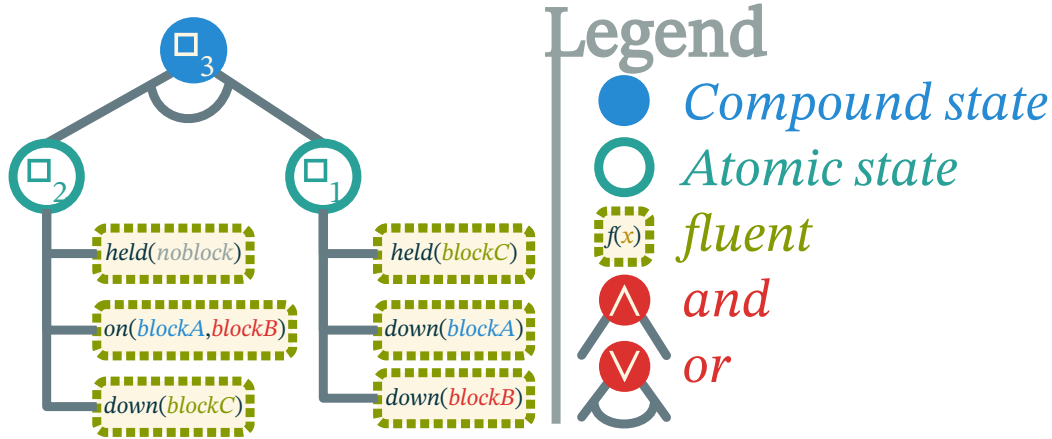 □3
□2
□1
held(noblock)
on(blockA,blockB)
down(blockC)
held(blockC)
down(blockA)
down(blockB)
Legend
Compound state
Atomic state
f(x) fluent
∧ and
∨ or